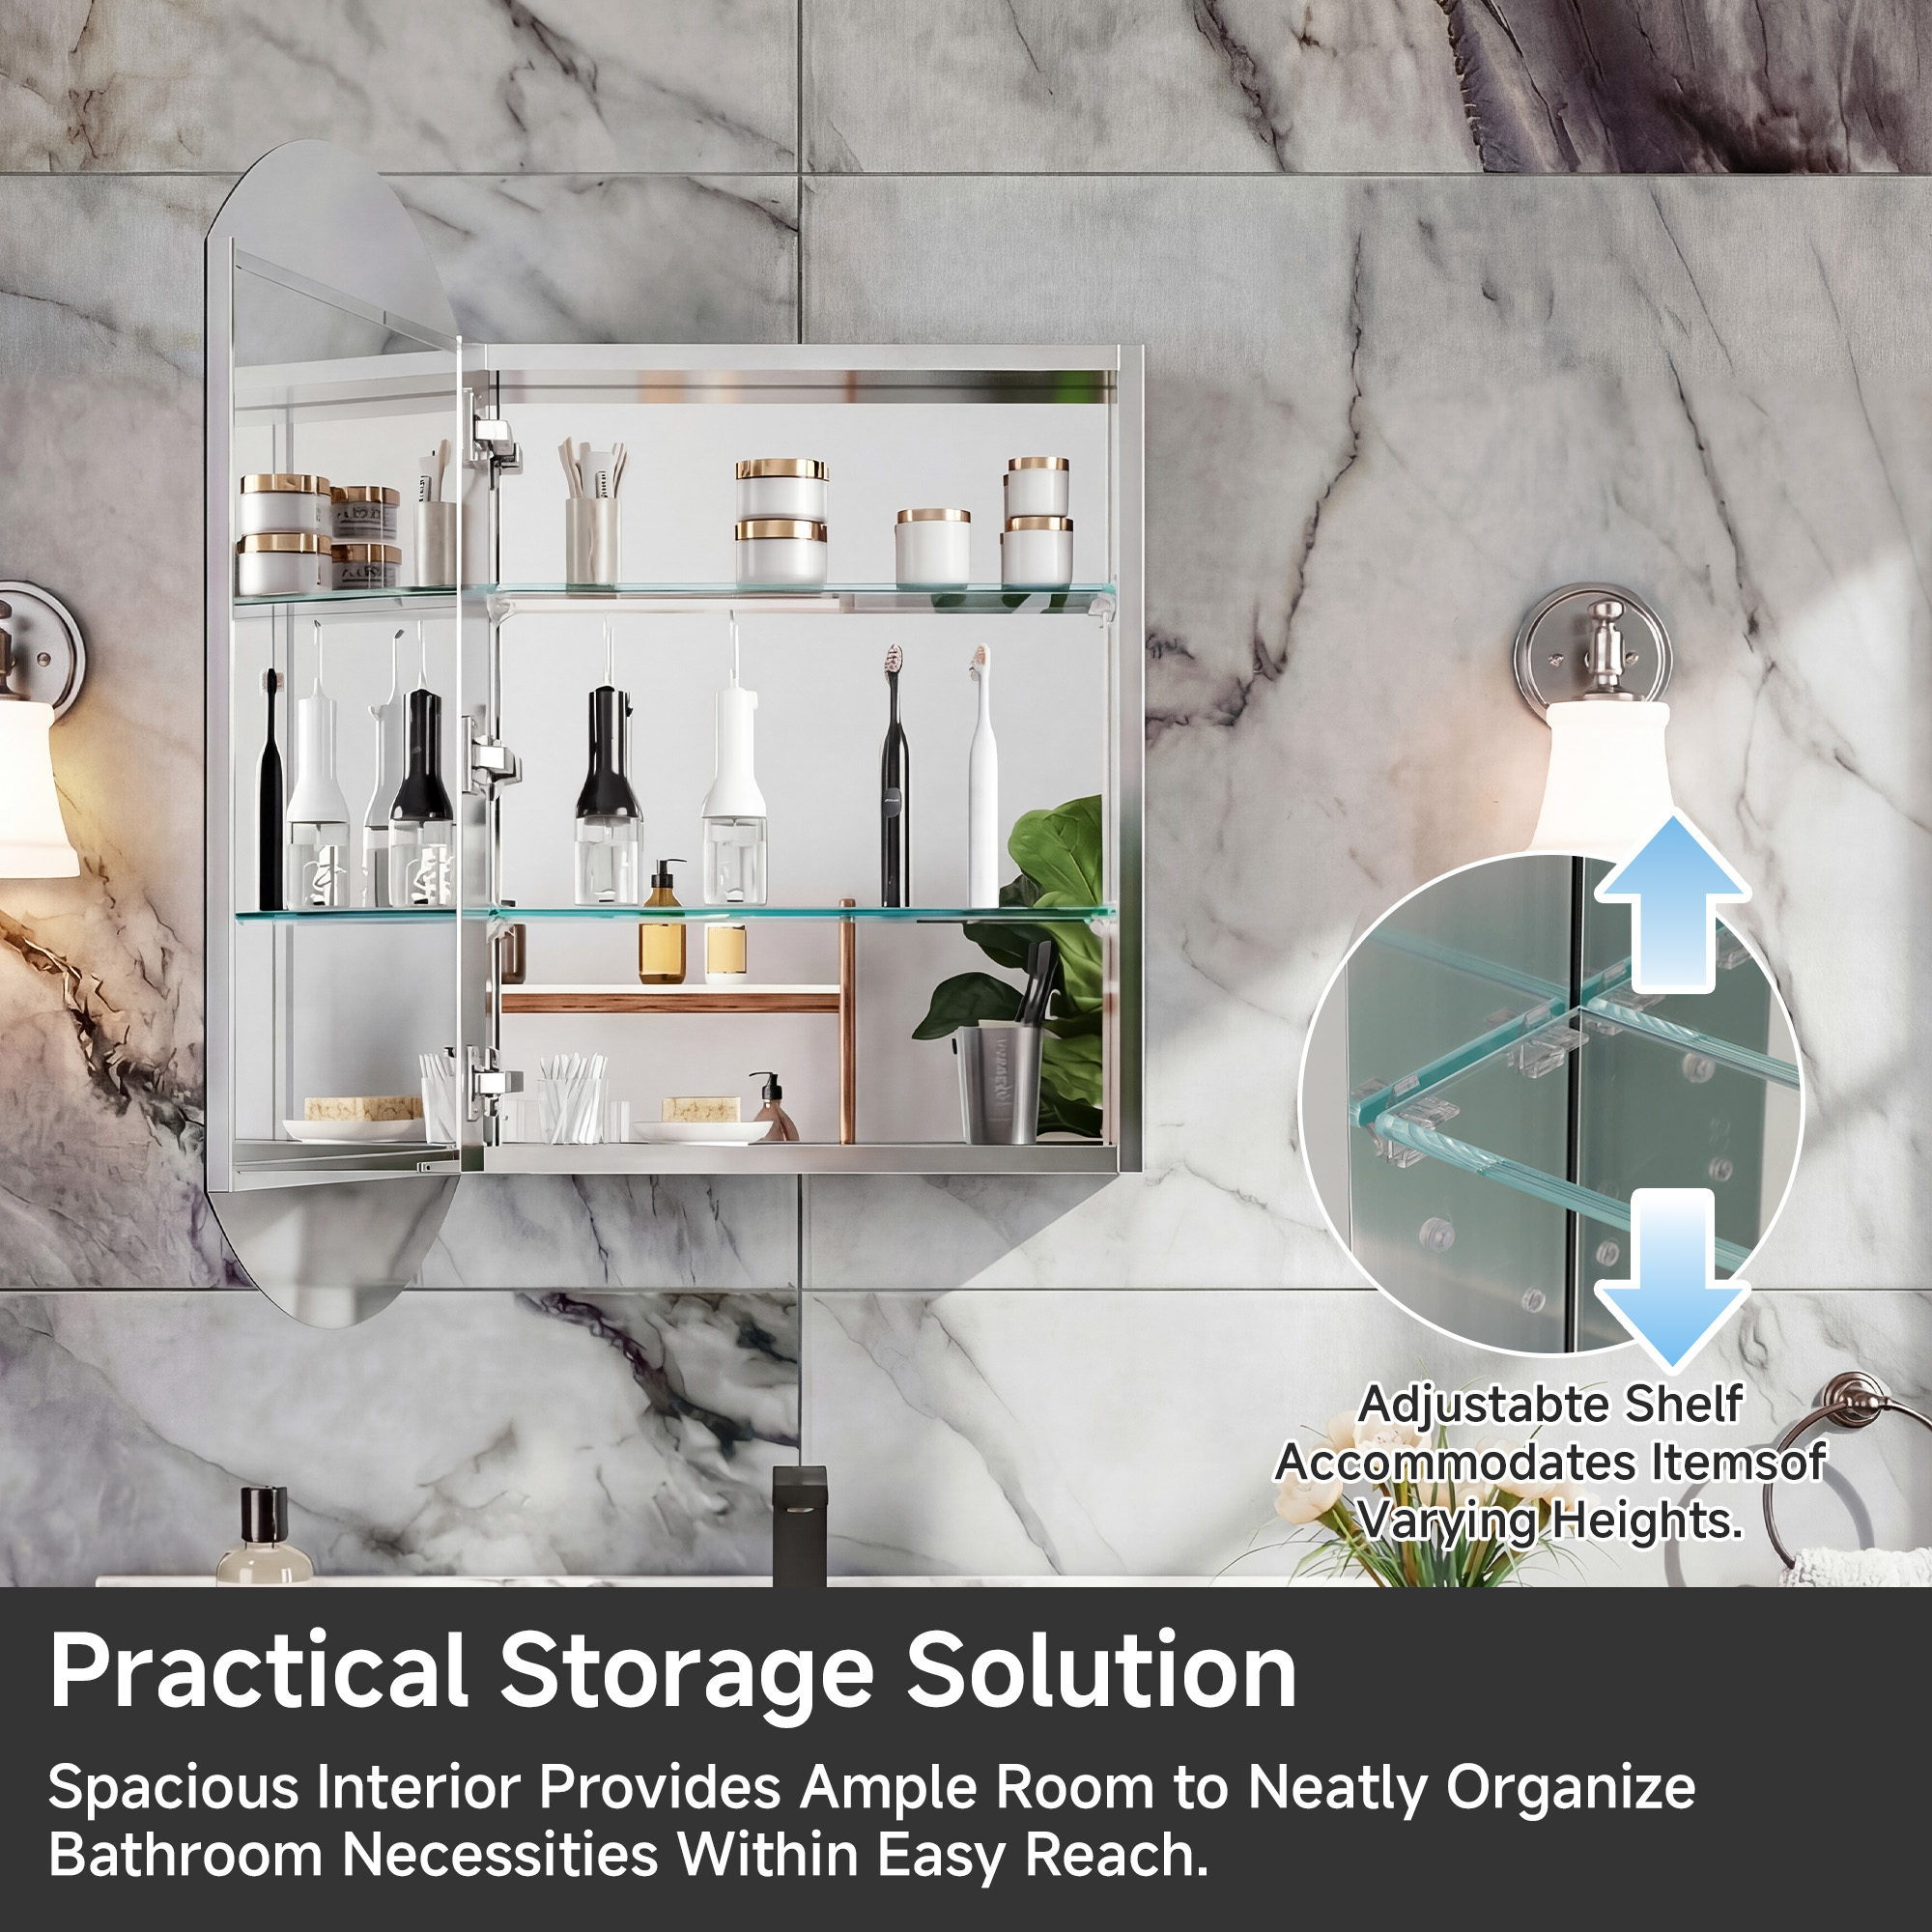 Adjustabte Shelf
Accommodates Itemsof
Varying Heights.
Practical Storage Solution
Spacious Interior Provides Ample Room to Neatly Organize
Bathroom Necessities Within Easy Reach.